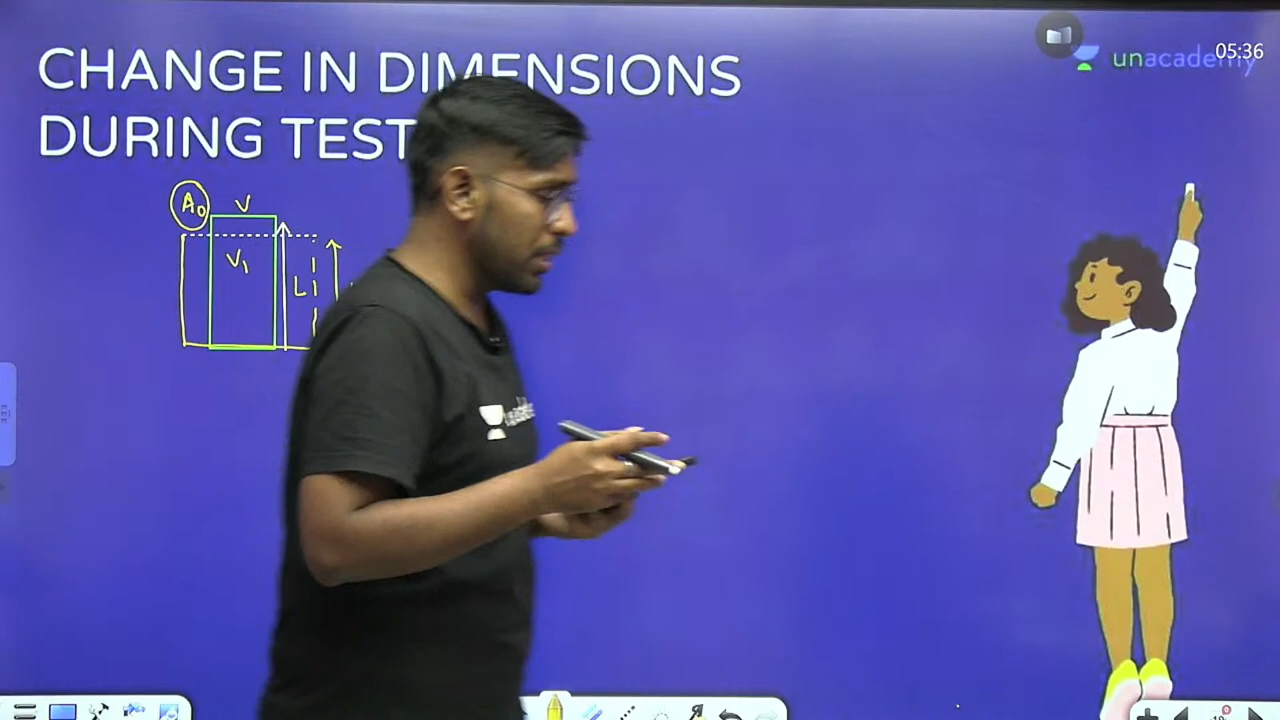 CHANGE IN DIMENSIONS
DURING TEST
unacademy
05:36
A₀
V
V₁
L